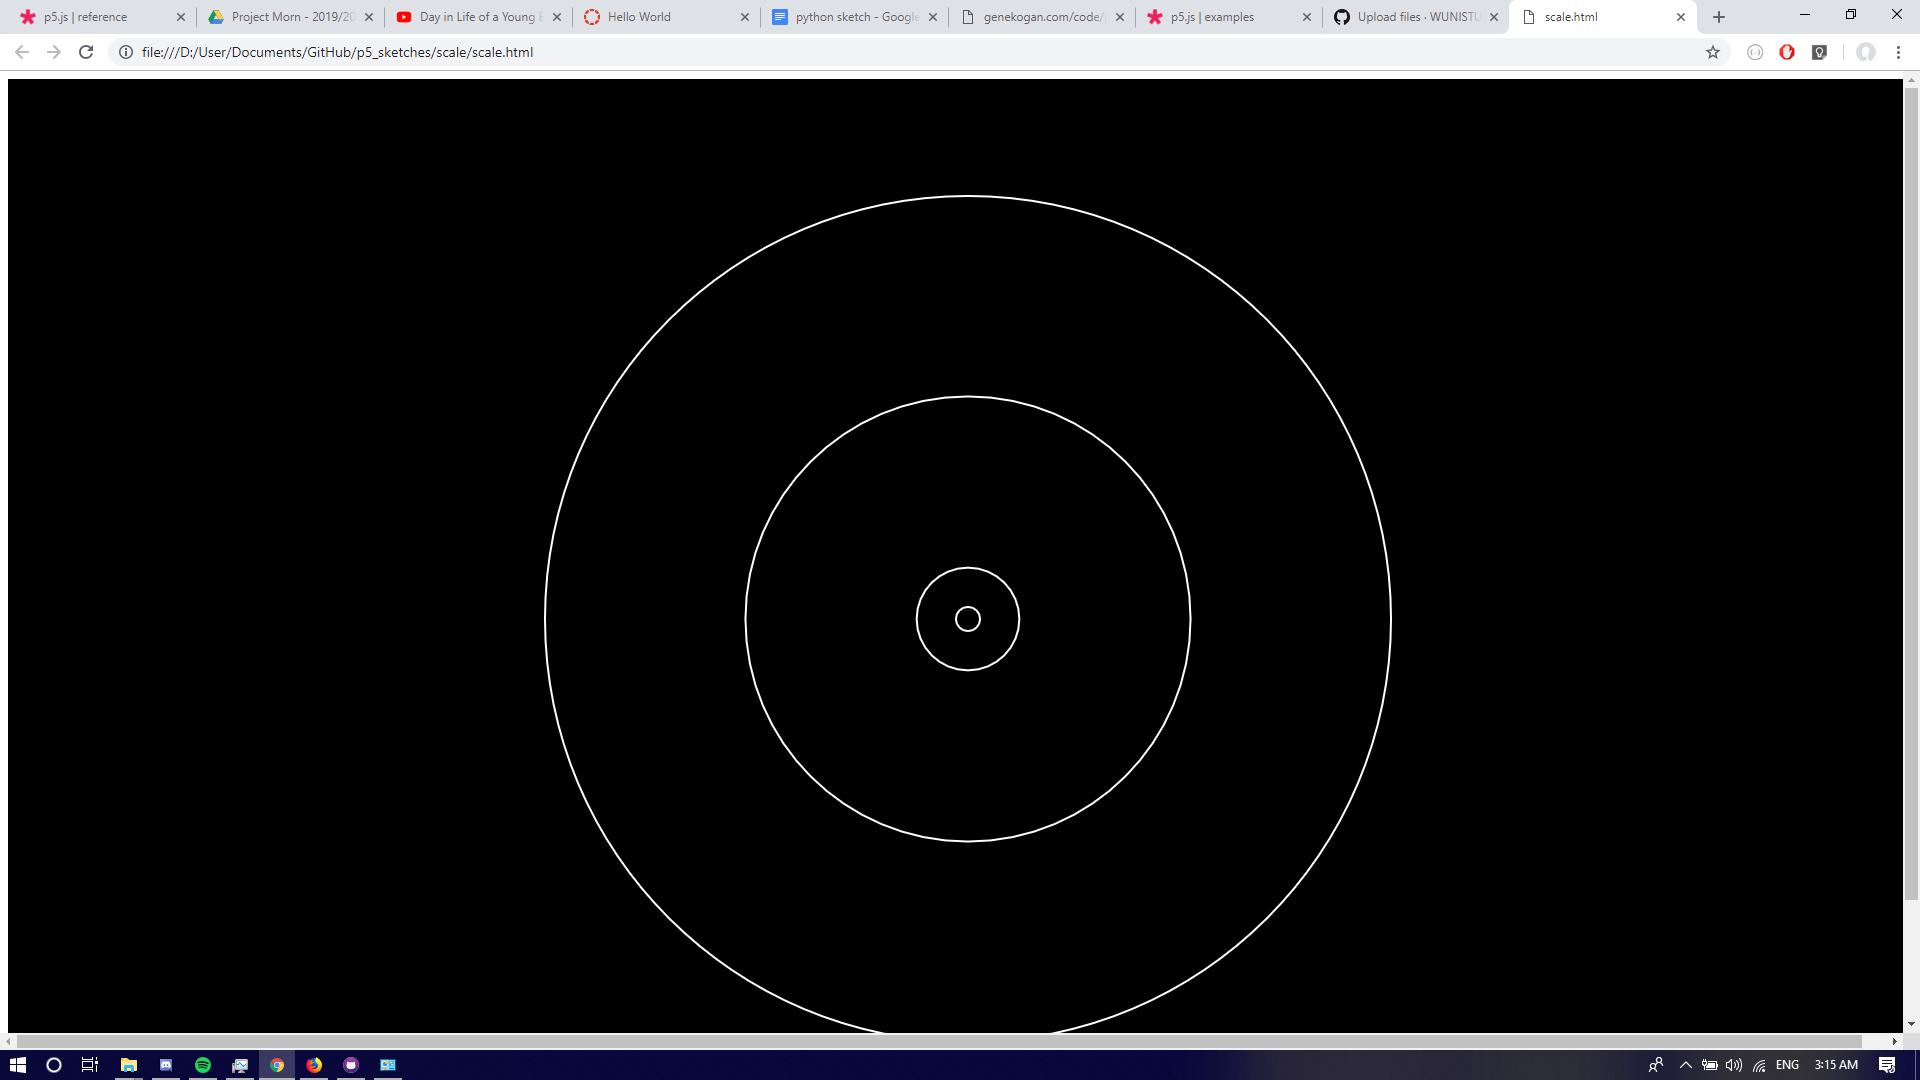 p5.js | reference
Project Morn - 2019/20
Day in Life of a Young
Hello World
python sketch - Google
genekogan.com/code/
p5.js | examples
Upload files · WUNISTU
scale.html
file:///D:/User/Documents/GitHub/p5_sketches/scale/scale.html
ENG
3:15 AM